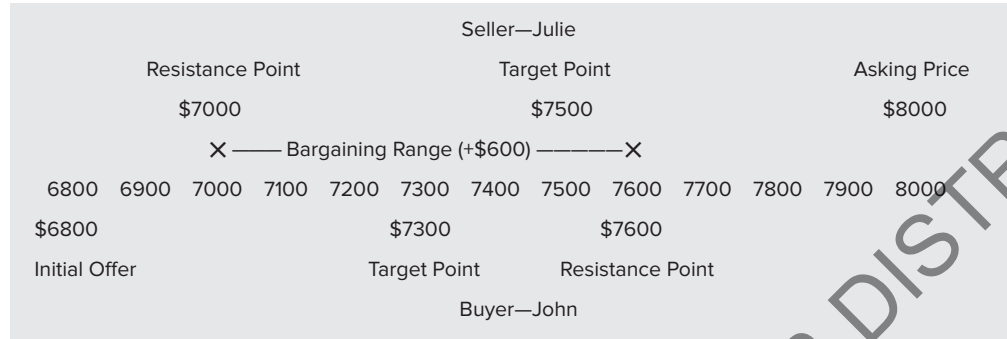 Seller—Julie
Resistance Point Target Point Asking Price
$7000 $7500 $8000
✕ —— Bargaining Range (+$600) —————✕
6800 6900 7000 7100 7200 7300 7400 7500 7600 7700 7800 7900 8000
$6800 $7300 $7600
Initial Offer Target Point Resistance Point
Buyer—John